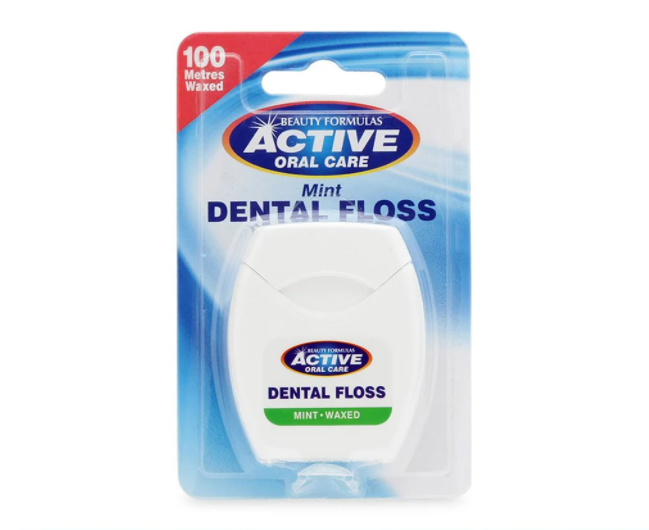 100
Metres
Waxed
BEAUTY FORMULAS
ACTIVE
ORAL CARE
Mint
DENTAL FLOSS
BEAUTY FORMULAS
ACTIVE
ORAL CARE
DENTAL FLOSS
MINT • WAXED